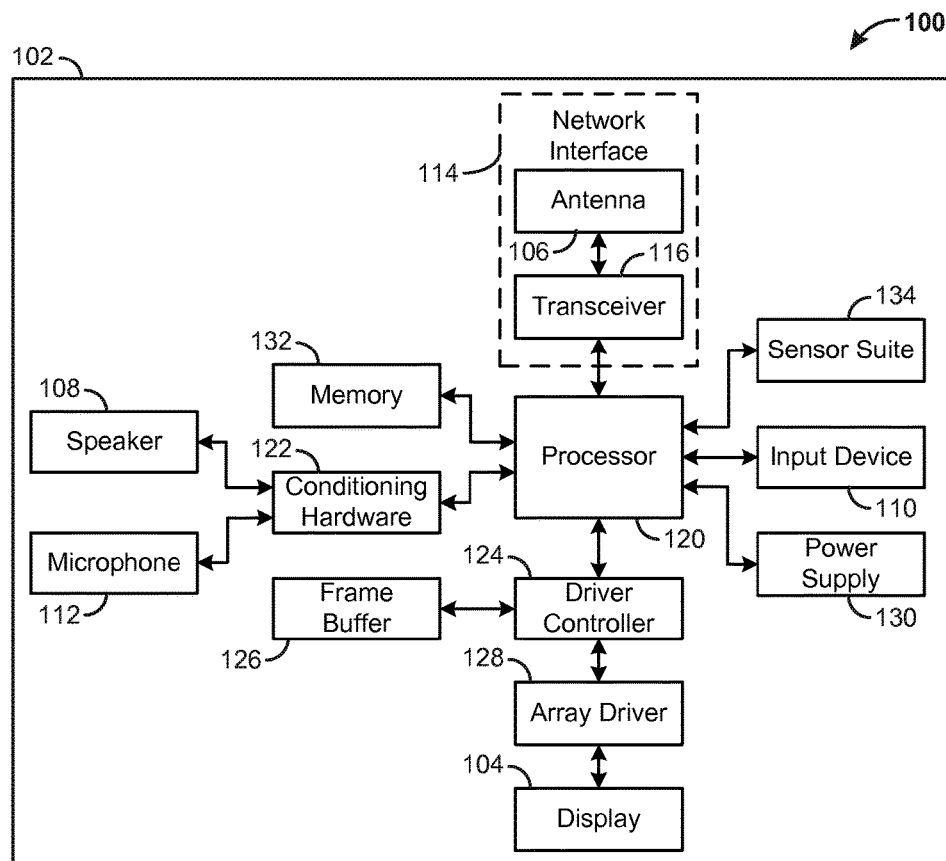 100
102
Network
Interface
114
Antenna
106
116
Transceiver
134
Sensor Suite
132
Memory
108
Speaker
122
Conditioning
Hardware
Processor
Input Device
110
120
Microphone
112
124
Driver
Controller
Power
Supply
130
Frame
Buffer
126
128
Array Driver
104
Display